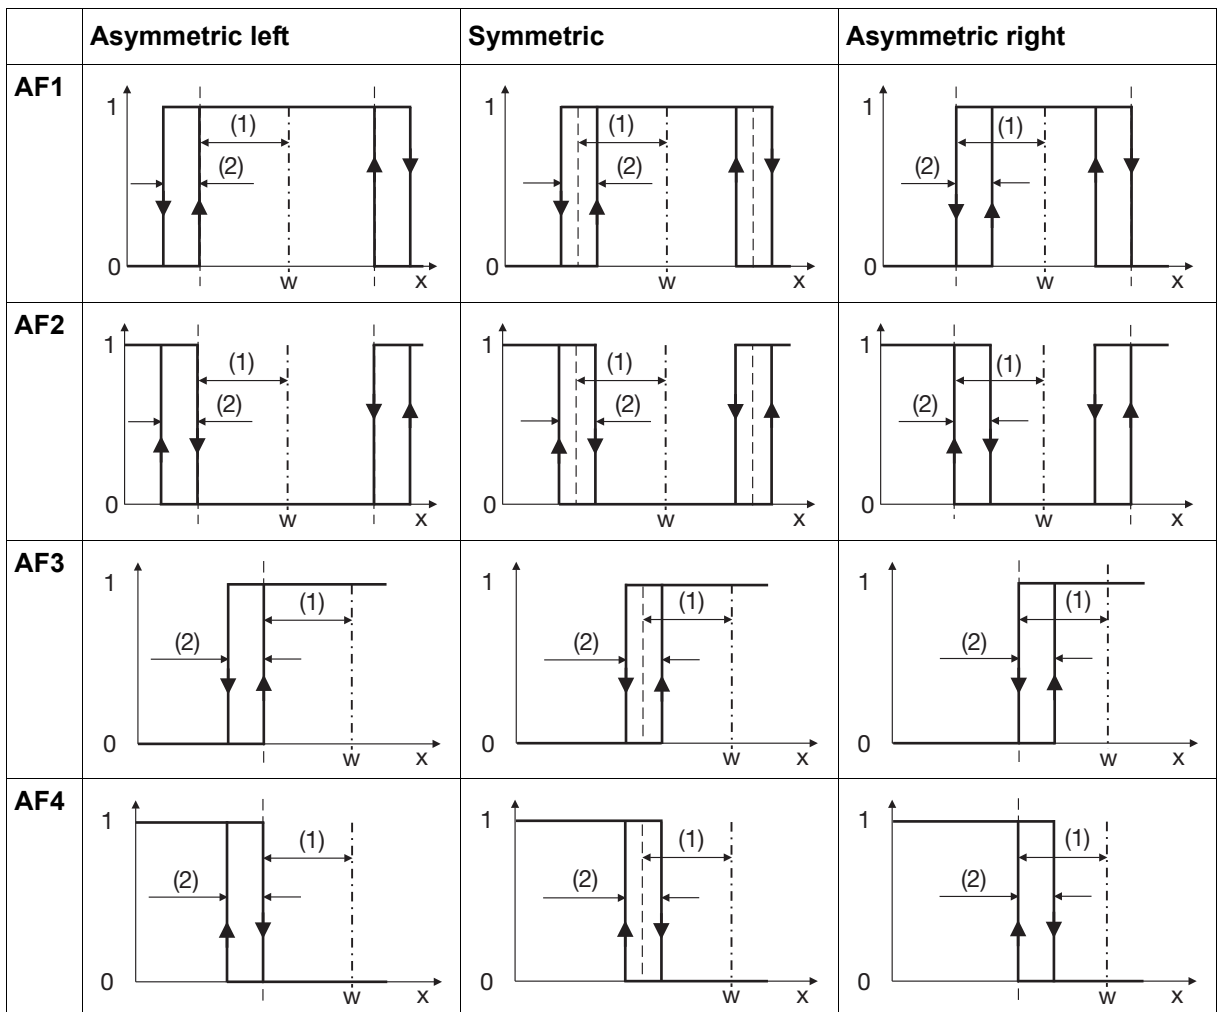 Asymmetric left Symmetric Asymmetric right
AF1
1 (1) (2) 0 w x
1 (1) (2) 0 w x
1 (1) (2) 0 w x
AF2
1 (1) (2) 0 w x
1 (1) (2) 0 w x
1 (1) (2) 0 w x
AF3
1 (1) (2) 0 w x
1 (1) (2) 0 w x
1 (1) (2) 0 w x
AF4
1 (1) (2) 0 w x
1 (1) (2) 0 w x
1 (1) (2) 0 w x